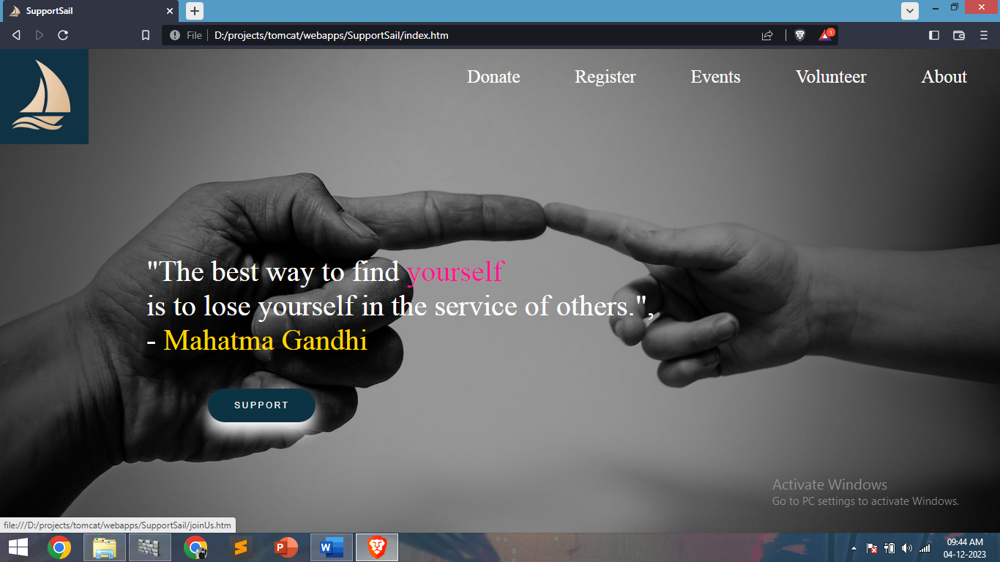 SupportSail
File
D:/projects/tomcat/webapps/SupportSail/index.htm
1
Donate Register Events Volunteer About
"The best way to find yourself
is to lose yourself in the service of others.",
- Mahatma Gandhi
SUPPORT
Activate Windows
Go to PC settings to activate Windows.
file:///D:/projects/tomcat/webapps/SupportSail/joinUs.htm
09:44 AM
04-12-2023